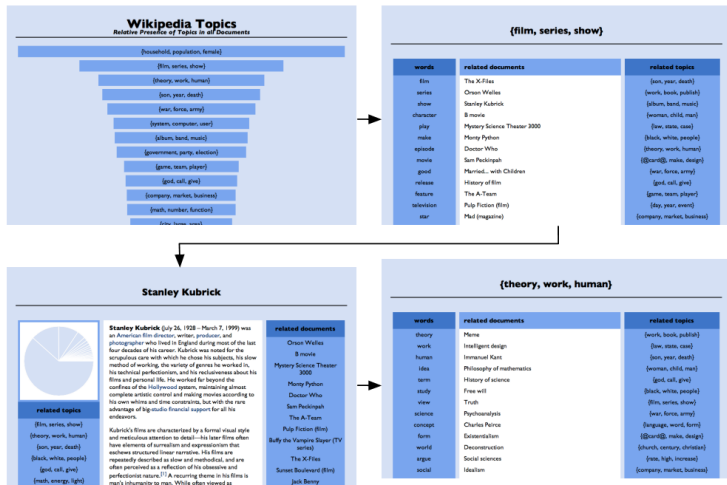 Wikipedia Topics
Relative Presence of Topics in all Documents
{household, population, female}
{film, series, show}
{theory, work, human}
{son, year, death}
{war, force, army}
{system, computer, user}
{album, band, music}
{government, party, election}
{game, team, player}
{god, call, give}
{company, market, business}
{math, number, function}
{film, series, show}
words related documents related topics
film The X-Files {son, year, death}
series Orson Welles {work, book, publish}
show Stanley Kubrick {album, band, music}
character B movie {woman, child, man}
play Mystery Science Theater 3000 {law, state, case}
make Monty Python {black, white, people}
episode Doctor Who {theory, work, human}
movie Sam Peckinpah {@card@, make, design}
good Married... with Children {war, force, army}
release History of film {god, call, give}
feature The A-Team {game, team, player}
television Pulp Fiction (film) {day, year, event}
star Mad (magazine) {company, market, business}
Stanley Kubrick
related topics
{film, series, show}
{theory, work, human}
{son, year, death}
{black, white, people}
{god, call, give}
{math, energy, light}
Stanley Kubrick (July 26, 1928 – March 7, 1999) was
an American film director, writer, producer, and
photographer who lived in England during most of the last
four decades of his career. Kubrick was noted for the
scrupulous care with which he chose his subjects, his slow
method of working, the variety of genres he worked in,
his technical perfectionism, and his reclusiveness about his
films and personal life. He worked far beyond the
confines of the Hollywood system, maintaining almost
complete artistic control and making movies according to
his own whims and time constraints, but with the rare
advantage of big-studio financial support for all his
endeavors.
Kubrick's films are characterized by a formal visual style
and meticulous attention to detail—his later films often
have elements of surrealism and expressionism that
eschews structured linear narrative. His films are
repeatedly described as slow and methodical, and are
often perceived as a reflection of his obsessive and
perfectionist nature.[1] A recurring theme in his films is
man's inhumanity to man. While often viewed as
related documents
Orson Welles
B movie
Mystery Science Theater
3000
Monty Python
Doctor Who
Sam Peckinpah
The A-Team
Pulp Fiction (film)
Buffy the Vampire Slayer (TV
series)
The X-Files
Sunset Boulevard (film)
Jack Benny
{theory, work, human}
words related documents related topics
theory Meme {work, book, publish}
work Intelligent design {law, state, case}
human Immanuel Kant {son, year, death}
idea Philosophy of mathematics {woman, child, man}
term History of science {god, call, give}
study Free will {black, white, people}
view Truth {film, series, show}
science Psychoanalysis {war, force, army}
concept Charles Peirce {language, word, form}
form Existentialism {@card@, make, design}
world Deconstruction {church, century, christian}
argue Social sciences {rate, high, increase}
social Idealism {company, market, business}